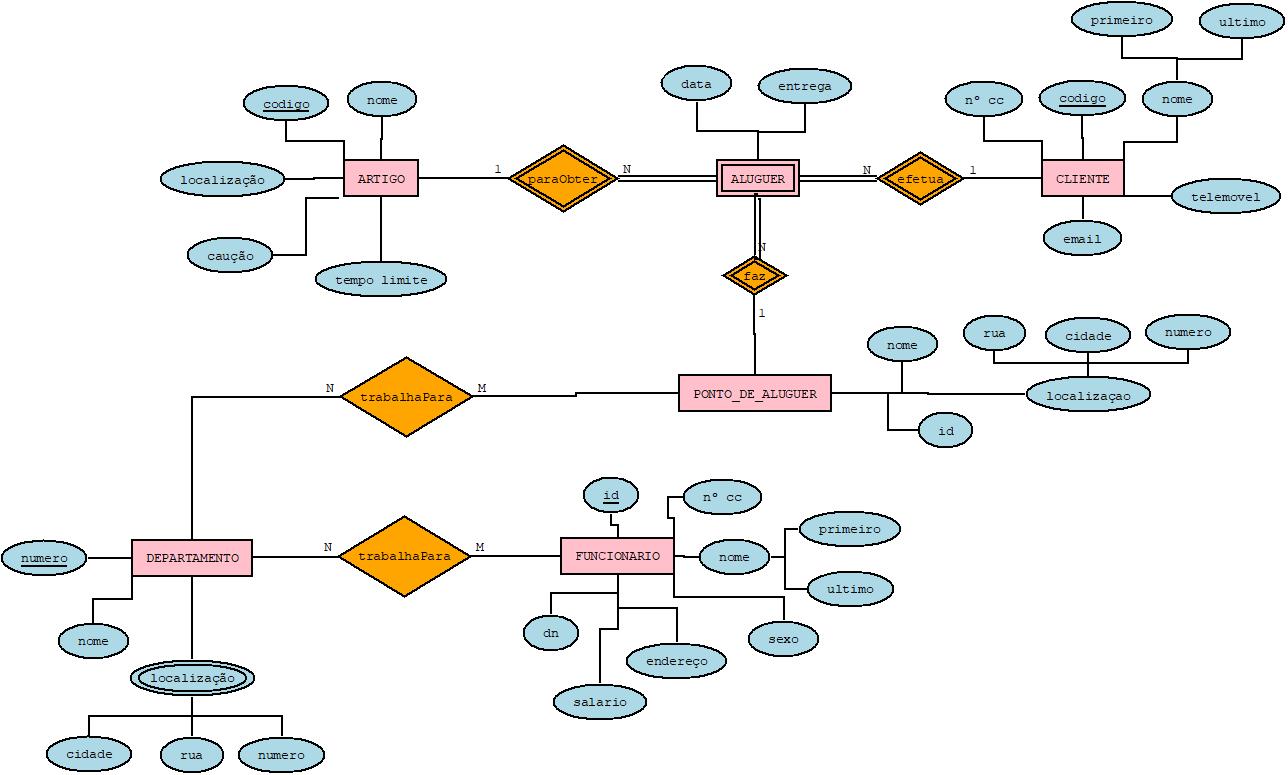 primeiro
ultimo
data
entrega
codigo
nome
nº cc
codigo
nome
localização
ARTIGO
1
paraObter
N
ALUGUER
N
efetua
1
CLIENTE
telemovel
caução
tempo limite
N
faz
1
email
rua
cidade
numero
nome
N
trabalhaPara
M
PONTO_DE_ALUGUER
localizaçao
id
id
nº cc
numero
DEPARTAMENTO
N
trabalhaPara
M
FUNCIONARIO
nome
primeiro
ultimo
nome
dn
endereço
sexo
localização
salario
cidade
rua
numero